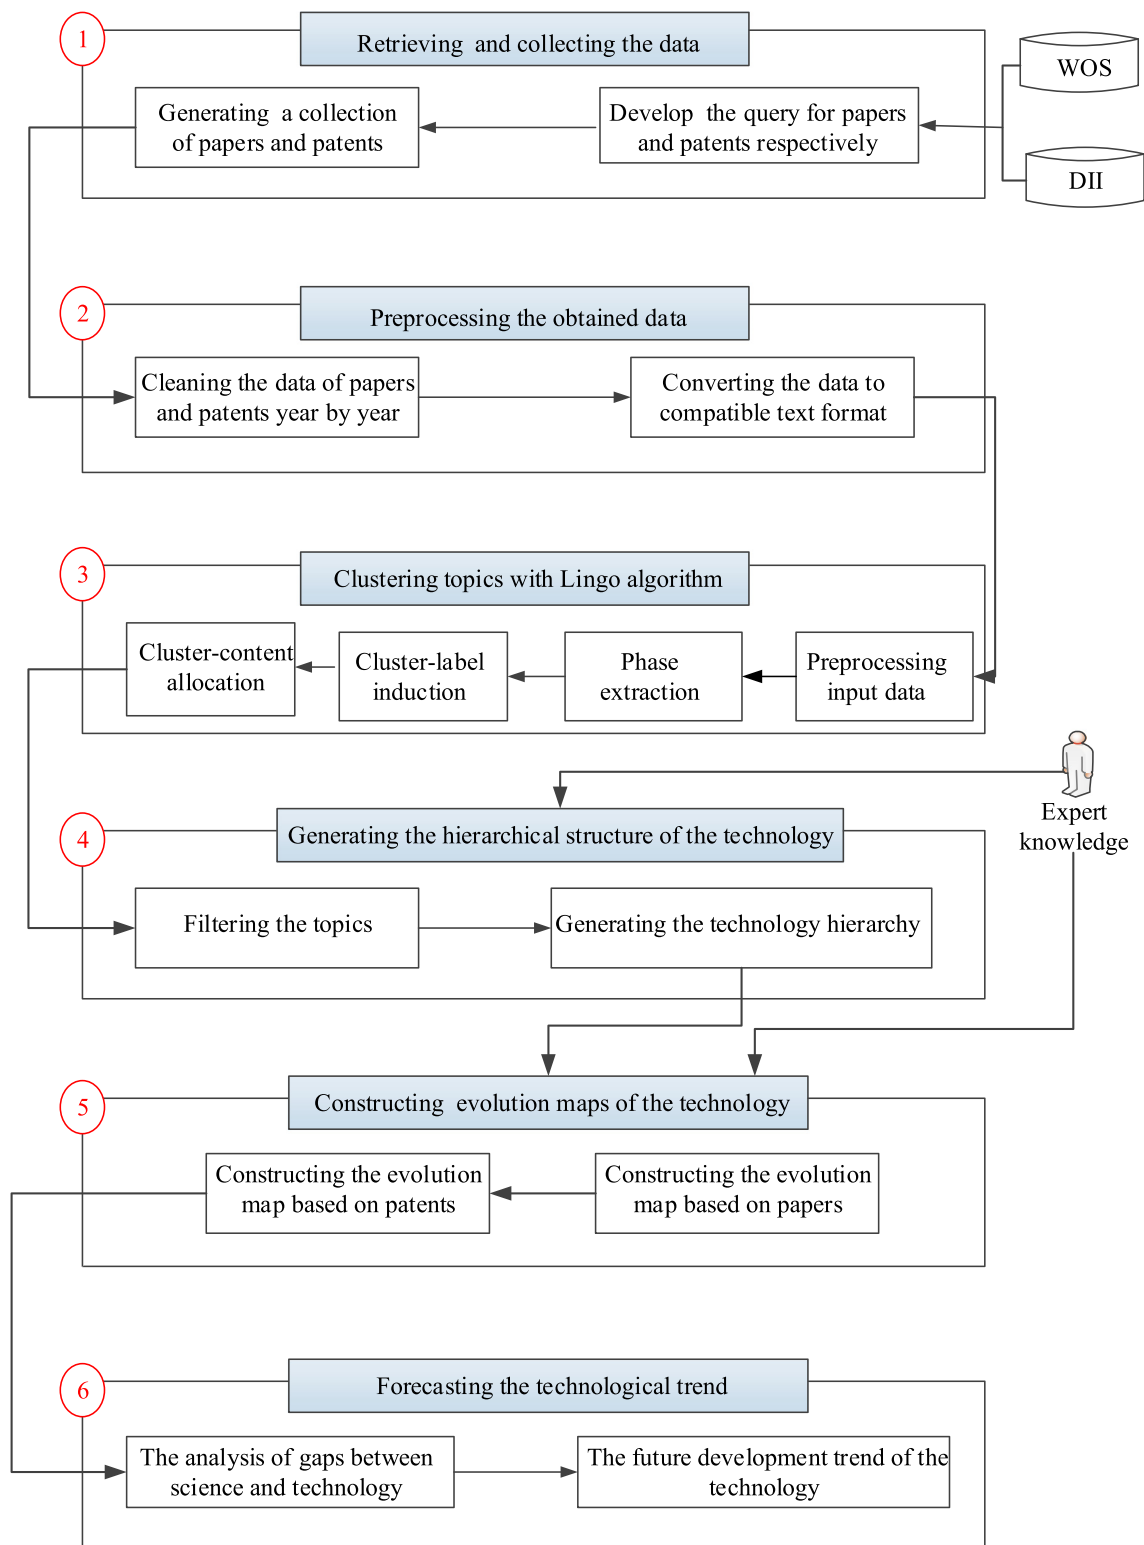 1
Retrieving and collecting the data
WOS
Generating a collection
of papers and patents
Develop the query for papers
and patents respectively
DII
2
Preprocessing the obtained data
Cleaning the data of papers
and patents year by year
Converting the data to
compatible text format
3
Clustering topics with Lingo algorithm
Cluster-content
allocation
Cluster-label
induction
Phase
extraction
Preprocessing
input data
Expert
knowledge
4
Generating the hierarchical structure of the technology
Filtering the topics
Generating the technology hierarchy
5
Constructing evolution maps of the technology
Constructing the evolution
map based on patents
Constructing the evolution
map based on papers
6
Forecasting the technological trend
The analysis of gaps between
science and technology
The future development trend of the
technology